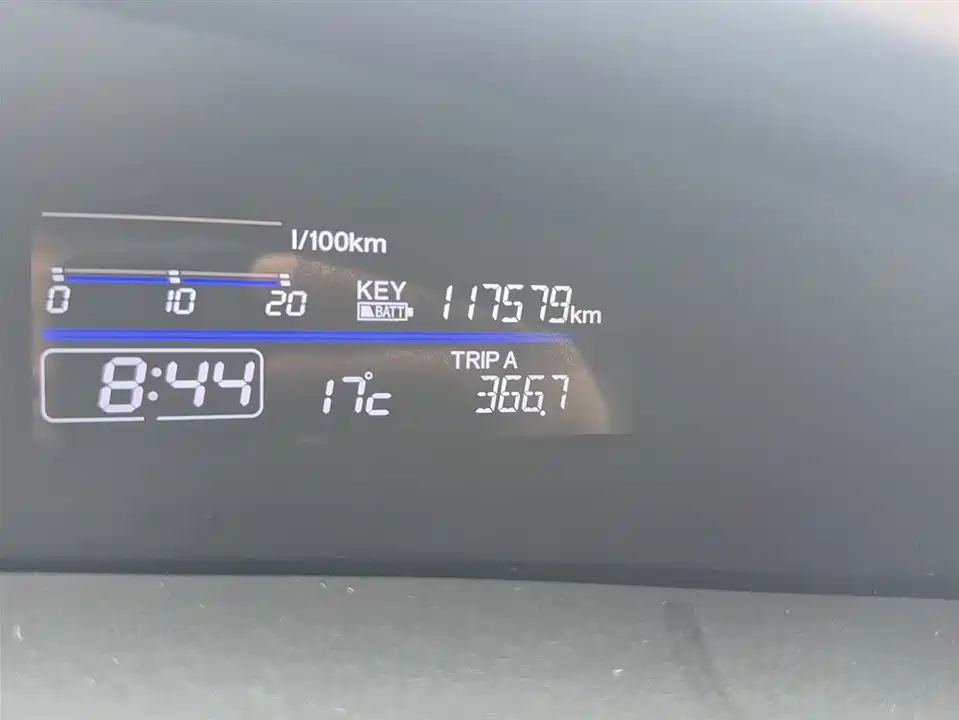 l/100km
0 10 20
KEY
BATT
117579km
8:44
17°c
TRIP A
366.7